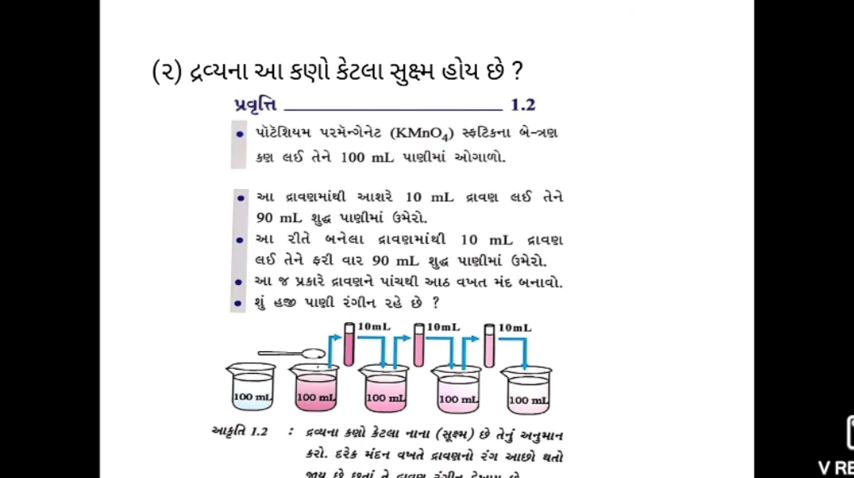 (૨) દ્રવ્યના આ કણો કેટલા સુક્ષ્મ હોય છે ?
પ્રવૃત્તિ 1.2
• પૉટૅશિયમ પરમૅન્ગેનેટ (KMnO₄) સ્ફટિકના બે-ત્રણ
કણ લઈ તેને 100 mL પાણીમાં ઓગાળો.
• આ દ્રાવણમાંથી આશરે 10 mL દ્રાવણ લઈ તેને
90 mL શુદ્ધ પાણીમાં ઉમેરો.
• આ રીતે બનેલા દ્રાવણમાંથી 10 mL દ્રાવણ
લઈ તેને ફરી વાર 90 mL શુદ્ધ પાણીમાં ઉમેરો.
• આ જ પ્રકારે દ્રાવણને પાંચથી આઠ વખત મંદ બનાવો.
• શું હજી પાણી રંગીન રહે છે ?
10mL 10mL 10mL
100 mL 100 mL 100 mL 100 mL 100 mL
આકૃતિ 1.2 : દ્રવ્યના કણો કેટલા નાના (સૂક્ષ્મ) છે તેનું અનુમાન
કરો. દરેક મંદન વખતે દ્રાવણનો રંગ આછો થતો
જાય છે છતાં તે દ્રાવણ રંગીન દેખાય છે.
V RE